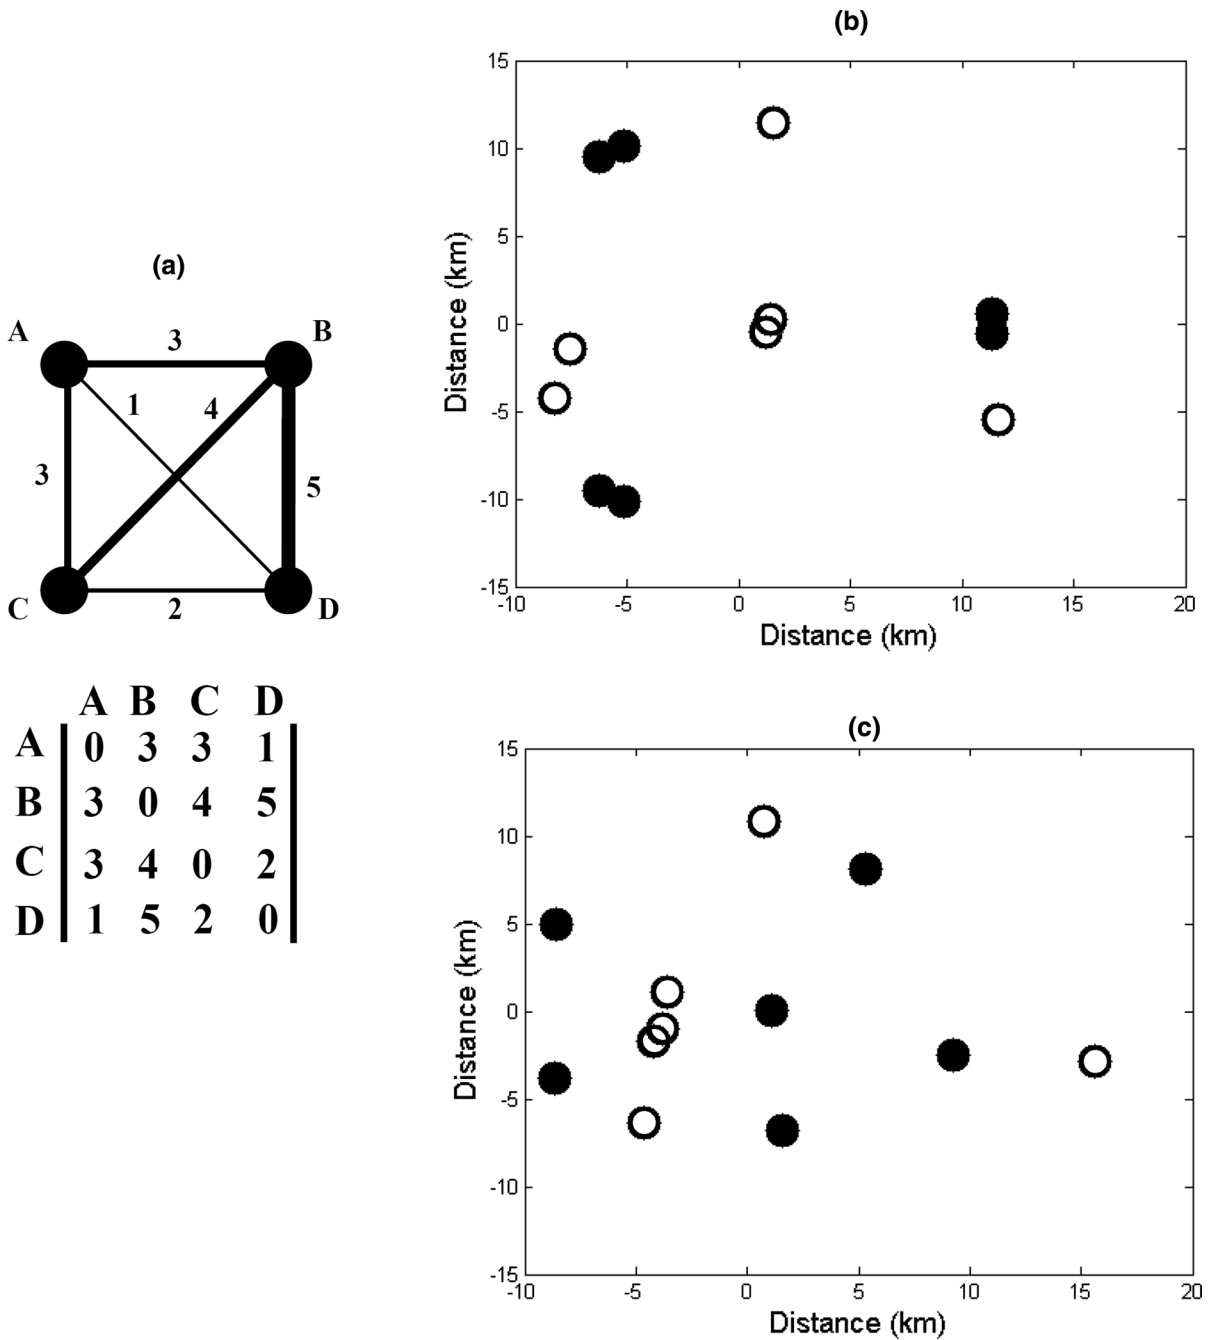 (a)
A 3 B
1 4
3 5
C 2 D
A B C D
A 0 3 3 1
B 3 0 4 5
C 3 4 0 2
D 1 5 2 0
(b)
15
10
5
0
-5
-10
-15
-10 -5 0 5 10 15 20
Distance (km)
Distance (km)
(c)
15
10
5
0
-5
-10
-15
-10 -5 0 5 10 15 20
Distance (km)
Distance (km)